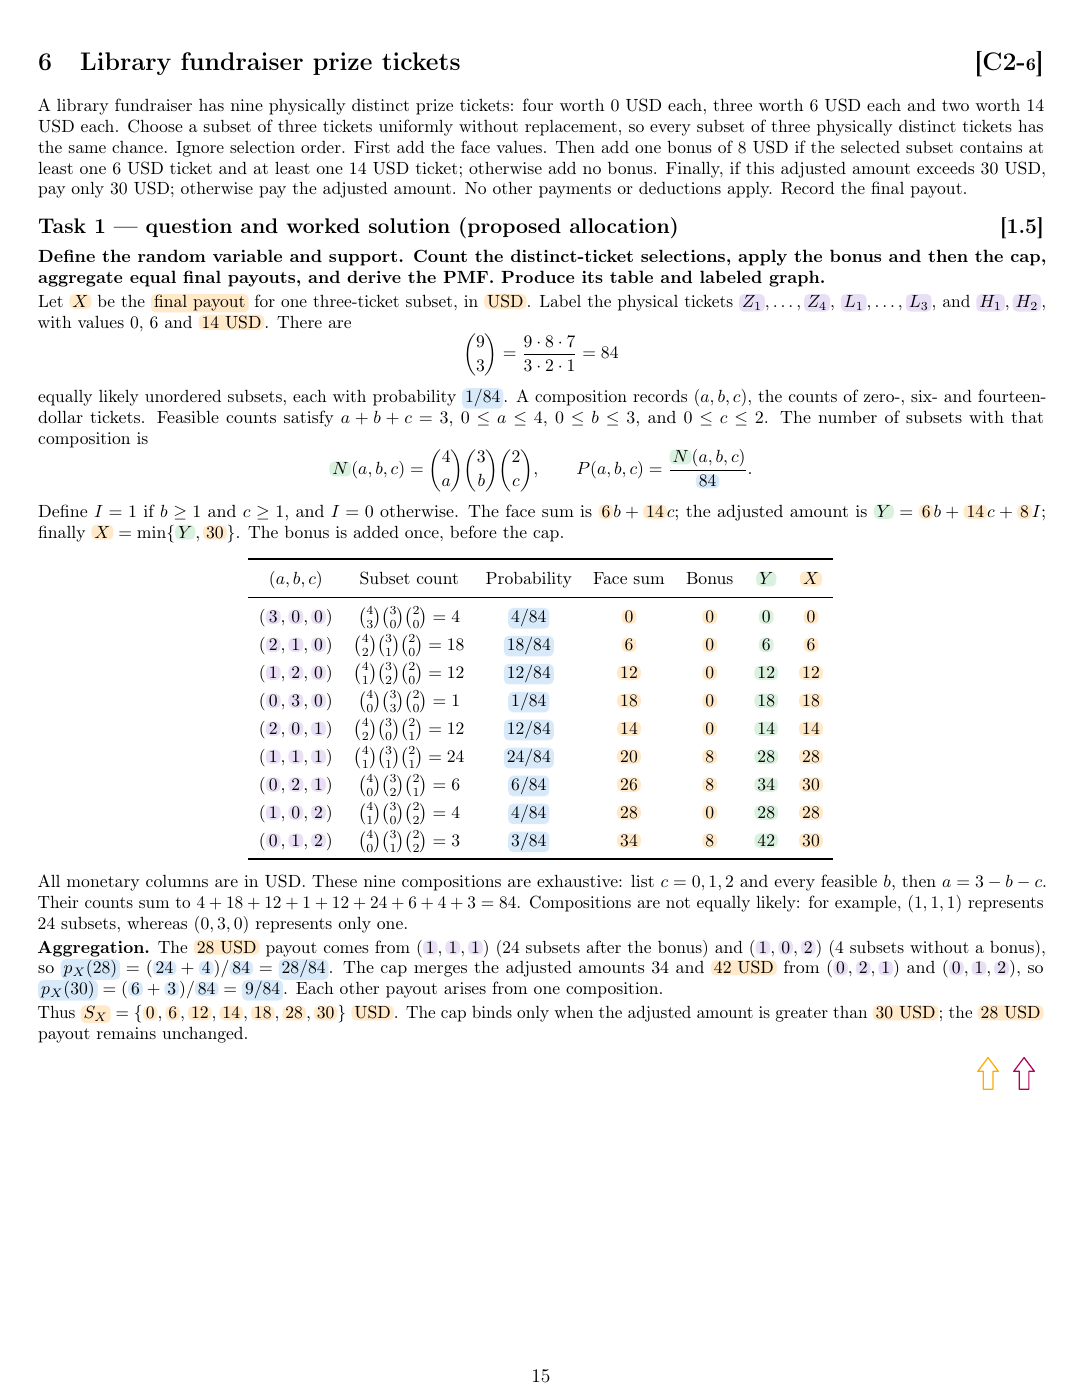 6 Library fundraiser prize tickets [C2-6]
A library fundraiser has nine physically distinct prize tickets: four worth 0 USD each, three worth 6 USD each and two worth 14
USD each. Choose a subset of three tickets uniformly without replacement, so every subset of three physically distinct tickets has
the same chance. Ignore selection order. First add the face values. Then add one bonus of 8 USD if the selected subset contains at
least one 6 USD ticket and at least one 14 USD ticket; otherwise add no bonus. Finally, if this adjusted amount exceeds 30 USD,
pay only 30 USD; otherwise pay the adjusted amount. No other payments or deductions apply. Record the final payout.
Task 1 — question and worked solution (proposed allocation) [1.5]
Define the random variable and support. Count the distinct-ticket selections, apply the bonus and then the cap,
aggregate equal final payouts, and derive the PMF. Produce its table and labeled graph.
Let X be the final payout for one three-ticket subset, in USD. Label the physical tickets Z₁, . . . , Z₄, L₁, . . . , L₃, and H₁, H₂,
with values 0, 6 and 14 USD. There are
(9 3) = 9 · 8 · 7 / 3 · 2 · 1 = 84
equally likely unordered subsets, each with probability 1/84. A composition records (a, b, c), the counts of zero-, six- and fourteen-
dollar tickets. Feasible counts satisfy a + b + c = 3, 0 ≤ a ≤ 4, 0 ≤ b ≤ 3, and 0 ≤ c ≤ 2. The number of subsets with that
composition is
N(a, b, c) = (4 a)(3 b)(2 c), P(a, b, c) = N(a, b, c) / 84.
Define I = 1 if b ≥ 1 and c ≥ 1, and I = 0 otherwise. The face sum is 6b + 14c; the adjusted amount is Y = 6b + 14c + 8I;
finally X = min{Y, 30}. The bonus is added once, before the cap.
(a, b, c) Subset count Probability Face sum Bonus Y X
(3, 0, 0) (4 3)(3 0)(2 0) = 4 4/84 0 0 0 0
(2, 1, 0) (4 2)(3 1)(2 0) = 18 18/84 6 0 6 6
(1, 2, 0) (4 1)(3 2)(2 0) = 12 12/84 12 0 12 12
(0, 3, 0) (4 0)(3 3)(2 0) = 1 1/84 18 0 18 18
(2, 0, 1) (4 2)(3 0)(2 1) = 12 12/84 14 0 14 14
(1, 1, 1) (4 1)(3 1)(2 1) = 24 24/84 20 8 28 28
(0, 2, 1) (4 0)(3 2)(2 1) = 6 6/84 26 8 34 30
(1, 0, 2) (4 1)(3 0)(2 2) = 4 4/84 28 0 28 28
(0, 1, 2) (4 0)(3 1)(2 2) = 3 3/84 34 8 42 30
All monetary columns are in USD. These nine compositions are exhaustive: list c = 0, 1, 2 and every feasible b, then a = 3 − b − c.
Their counts sum to 4 + 18 + 12 + 1 + 12 + 24 + 6 + 4 + 3 = 84. Compositions are not equally likely: for example, (1, 1, 1) represents
24 subsets, whereas (0, 3, 0) represents only one.
Aggregation. The 28 USD payout comes from (1, 1, 1) (24 subsets after the bonus) and (1, 0, 2) (4 subsets without a bonus),
so p_X(28) = (24 + 4)/84 = 28/84. The cap merges the adjusted amounts 34 and 42 USD from (0, 2, 1) and (0, 1, 2), so
p_X(30) = (6 + 3)/84 = 9/84. Each other payout arises from one composition.
Thus S_X = {0, 6, 12, 14, 18, 28, 30} USD. The cap binds only when the adjusted amount is greater than 30 USD; the 28 USD
payout remains unchanged.
15